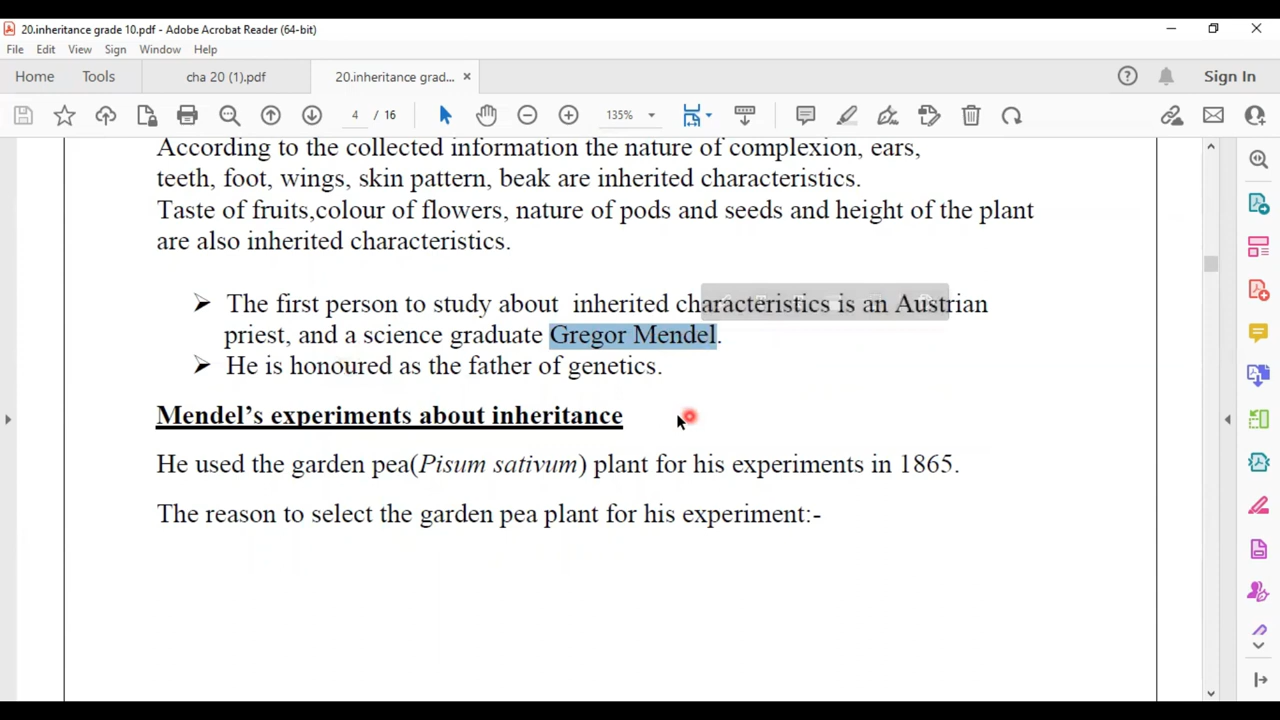 20.inheritance grade 10.pdf - Adobe Acrobat Reader (64-bit)
File Edit View Sign Window Help
Home Tools cha 20 (1).pdf 20.inheritance grad... × Sign In
4 / 16 135%
According to the collected information the nature of complexion, ears,
teeth, foot, wings, skin pattern, beak are inherited characteristics.
Taste of fruits,colour of flowers, nature of pods and seeds and height of the plant
are also inherited characteristics.
➢ The first person to study about inherited characteristics is an Austrian
priest, and a science graduate Gregor Mendel.
➢ He is honoured as the father of genetics.
Mendel’s experiments about inheritance
He used the garden pea(Pisum sativum) plant for his experiments in 1865.
The reason to select the garden pea plant for his experiment:-